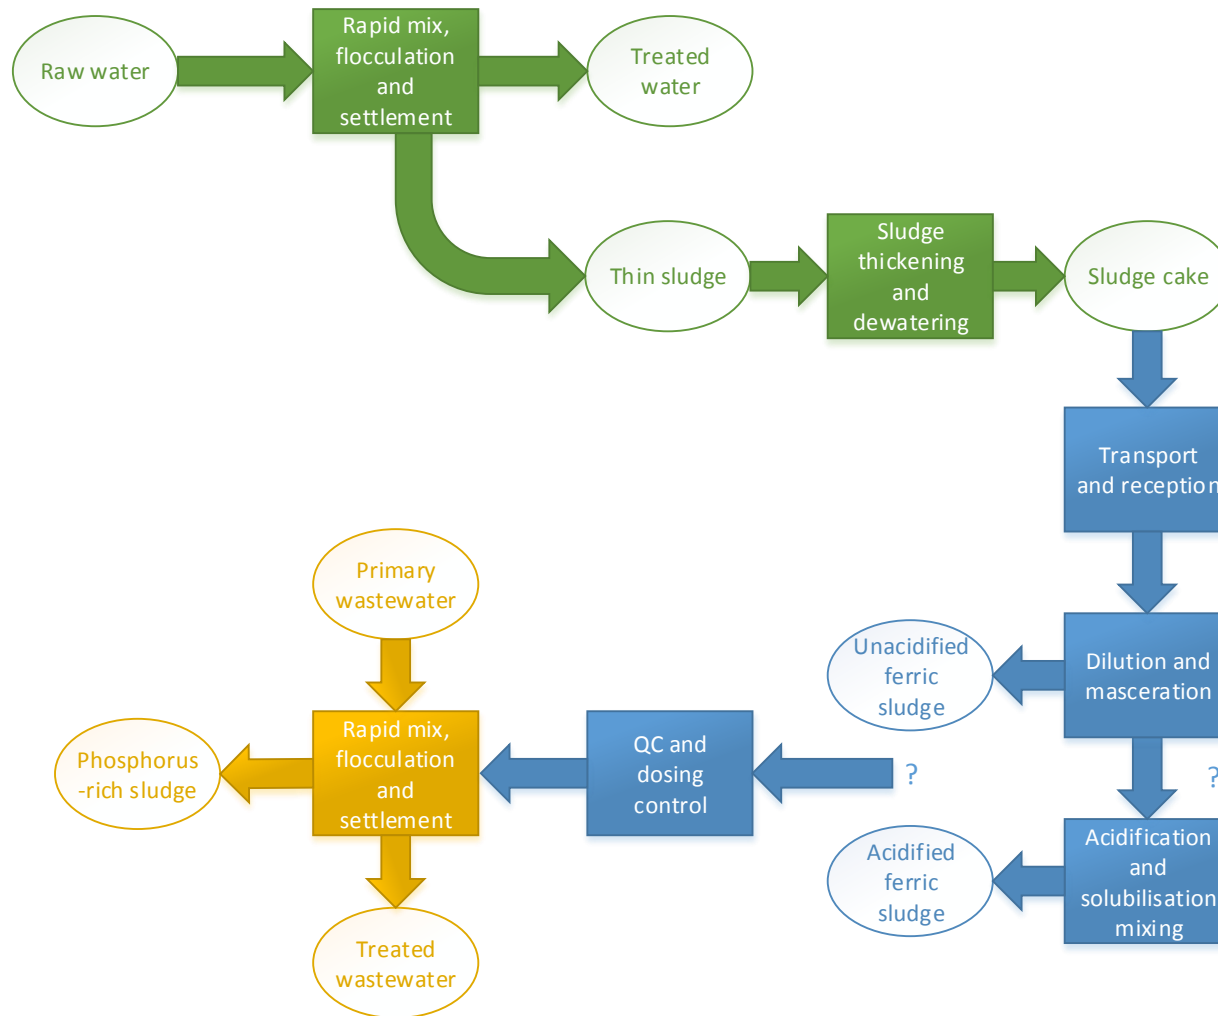 Raw water
Rapid mix,
flocculation
and
settlement
Treated
water
Thin sludge
Sludge
thickening
and
dewatering
Sludge cake
Transport
and reception
Primary
wastewater
Unacidified
ferric
sludge
Dilution and
masceration
Phosphorus
-rich sludge
Rapid mix,
flocculation
and
settlement
QC and
dosing
control
?
?
Acidified
ferric
sludge
Acidification
and
solubilisation
mixing
Treated
wastewater